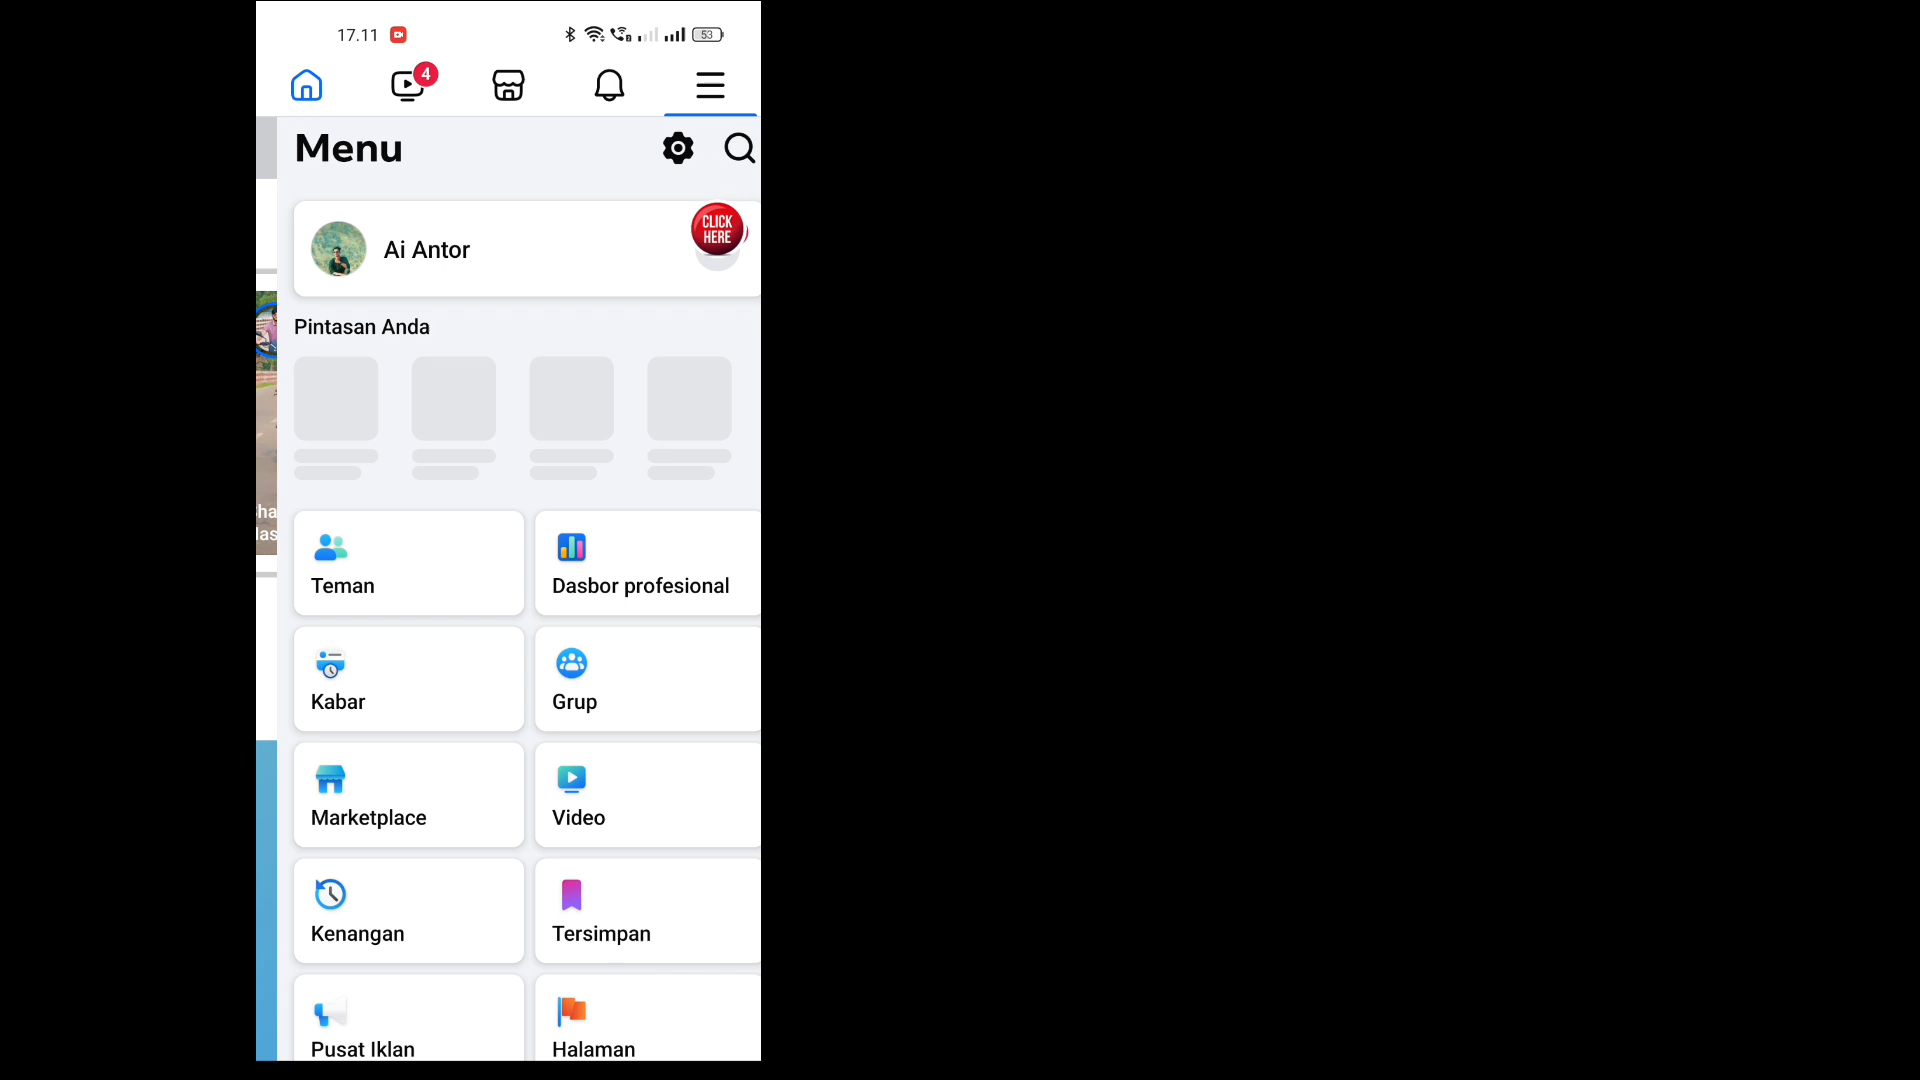 17.11
53
4
Menu
CLICK
HERE
Ai Antor
Pintasan Anda
Teman
Dasbor profesional
Kabar
Grup
Marketplace
Video
Kenangan
Tersimpan
Pusat Iklan
Halaman